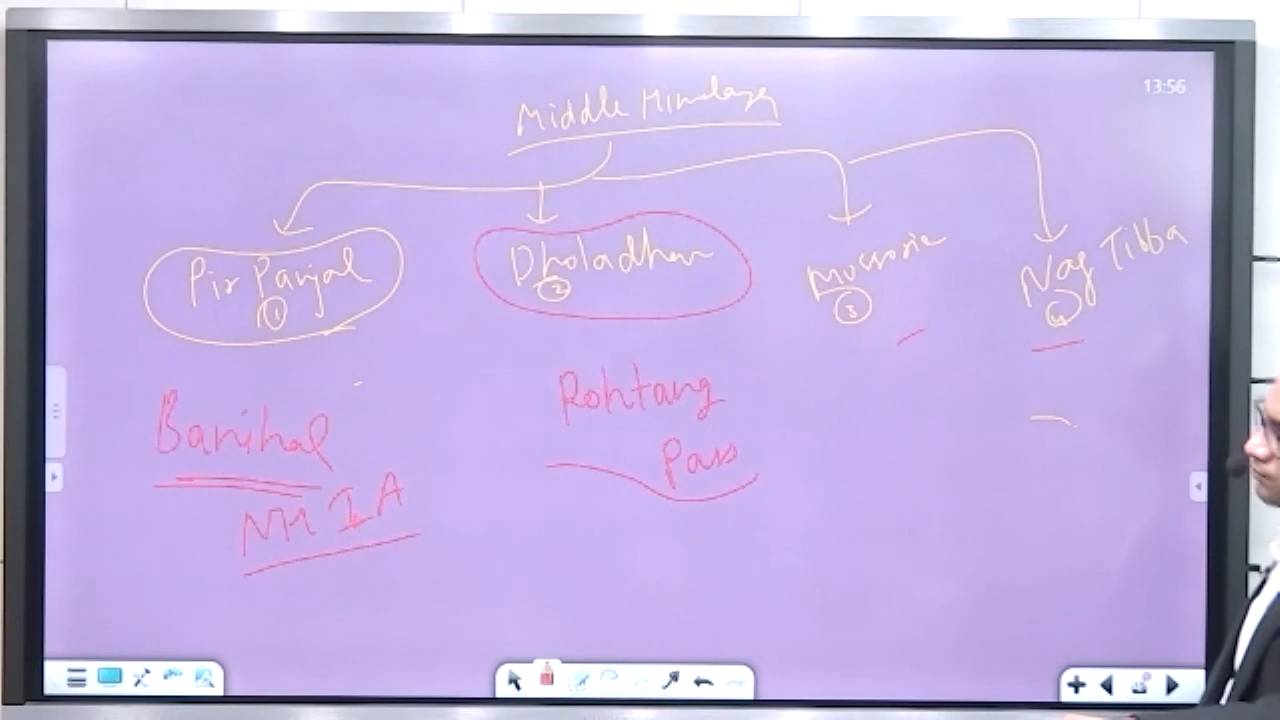 13:56
Middle Himalaya
Pir Panjal
1
Dholadhar
2
Mussorie
3
Nag Tibba
4
Banihal
NH 1A
Rohtang
Pass